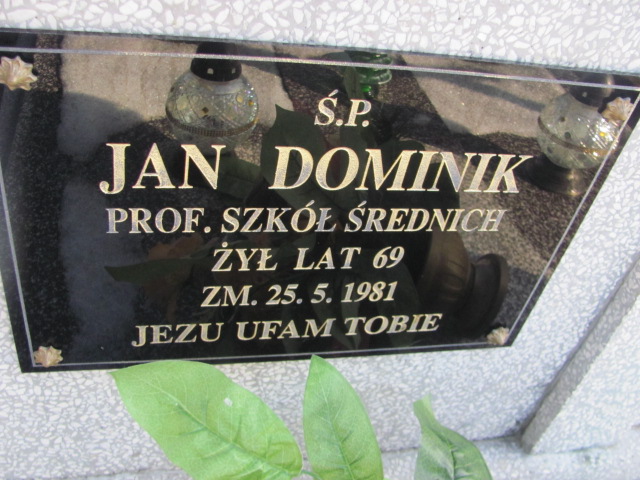 Ś.P.
JAN DOMINIK
PROF. SZKÓŁ ŚREDNICH
ŻYŁ LAT 69
ZM. 25. 5. 1981
JEZU UFAM TOBIE